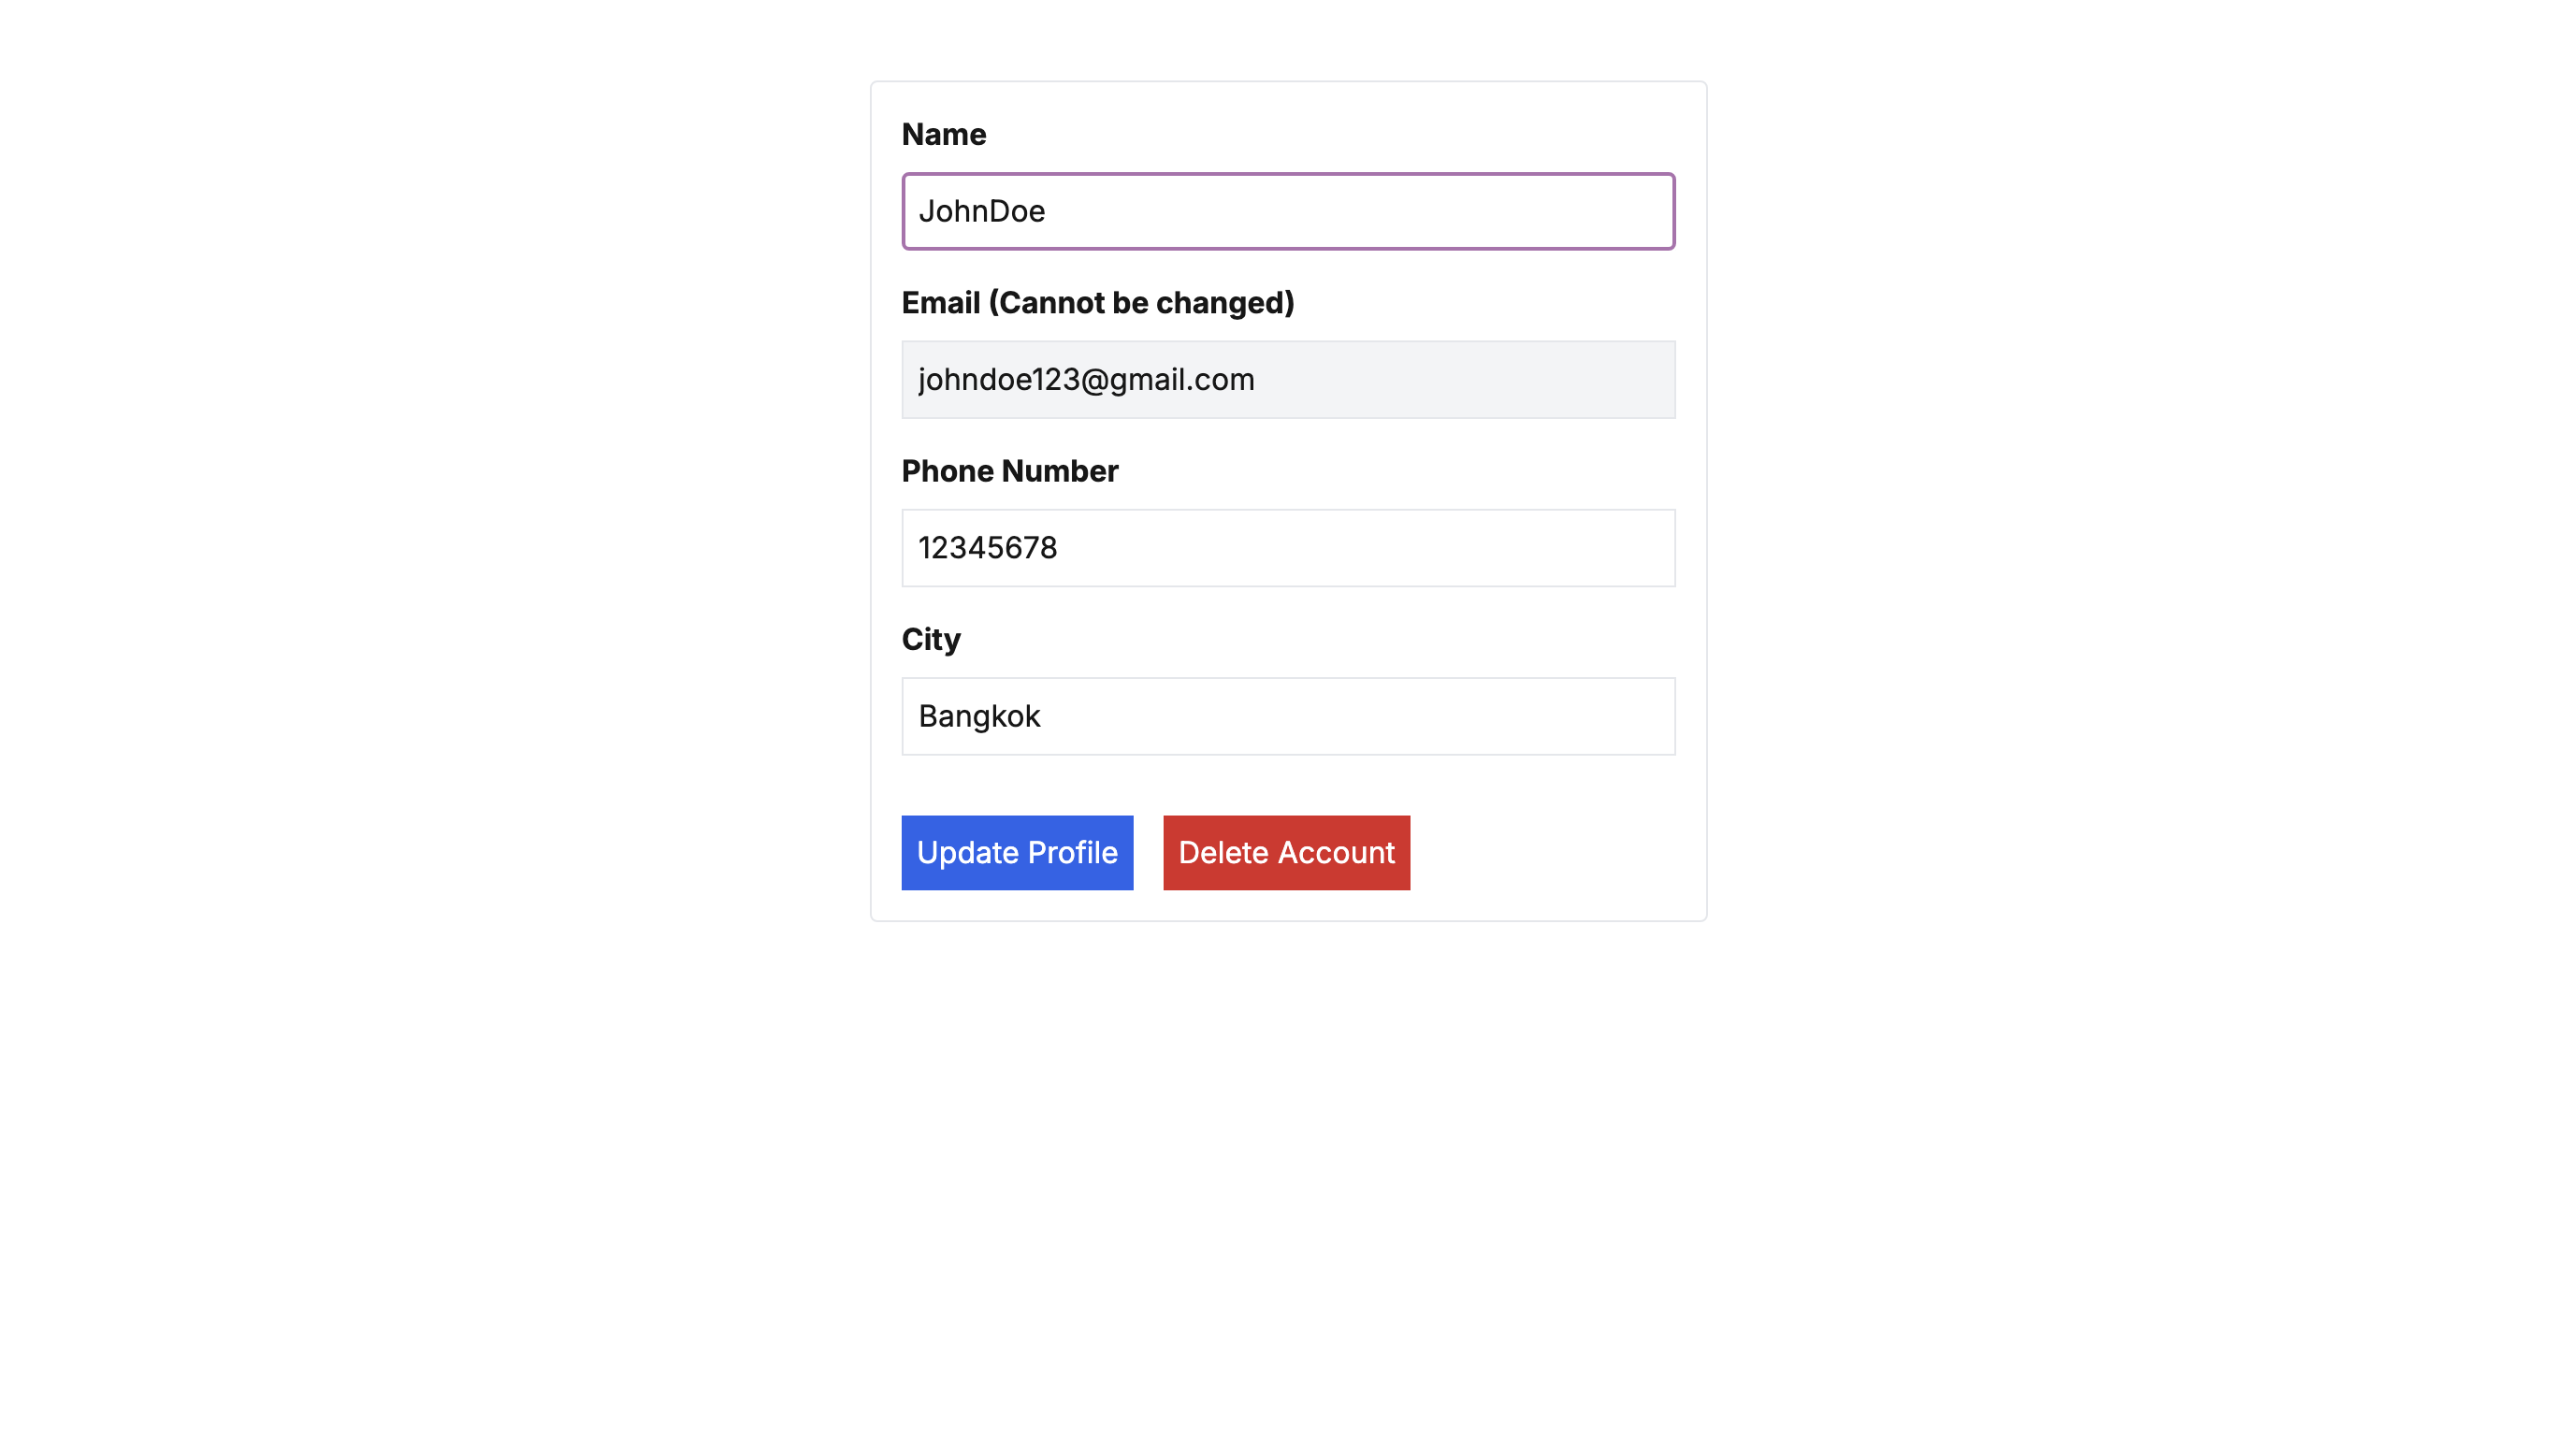 Name
JohnDoe
Email (Cannot be changed)
johndoe123@gmail.com
Phone Number
12345678
City
Bangkok
Update Profile Delete Account